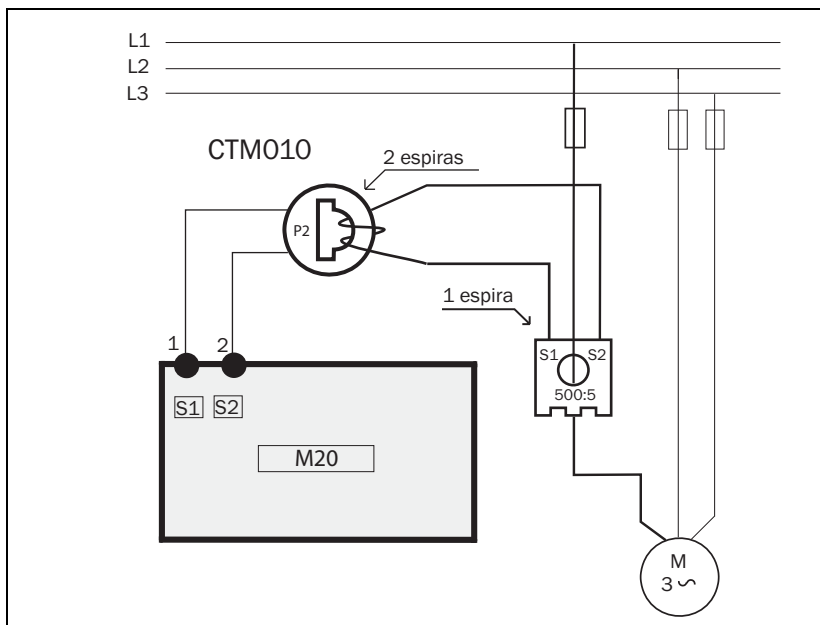 L1
L2
L3
CTM010
2 espiras
P2
1 espira
1 2
S1 S2
500:5
S1 S2
M20
M
3